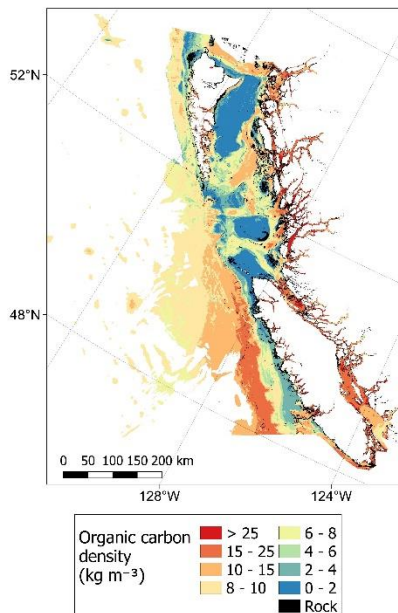 52°N
48°N
0 50 100 150 200 km
128°W
124°W
Organic carbon
density
(kg m⁻³)
> 25
15 - 25
10 - 15
8 - 10
6 - 8
4 - 6
2 - 4
0 - 2
Rock